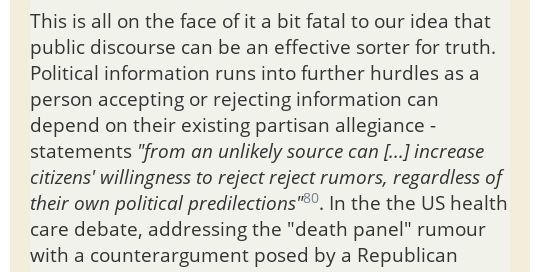 This is all on the face of it a bit fatal to our idea that
public discourse can be an effective sorter for truth.
Political information runs into further hurdles as a
person accepting or rejecting information can
depend on their existing partisan allegiance -
statements "from an unlikely source can [...] increase
citizens' willingness to reject reject rumors, regardless of
their own political predilections"80. In the the US health
care debate, addressing the "death panel" rumour
with a counterargument posed by a Republican